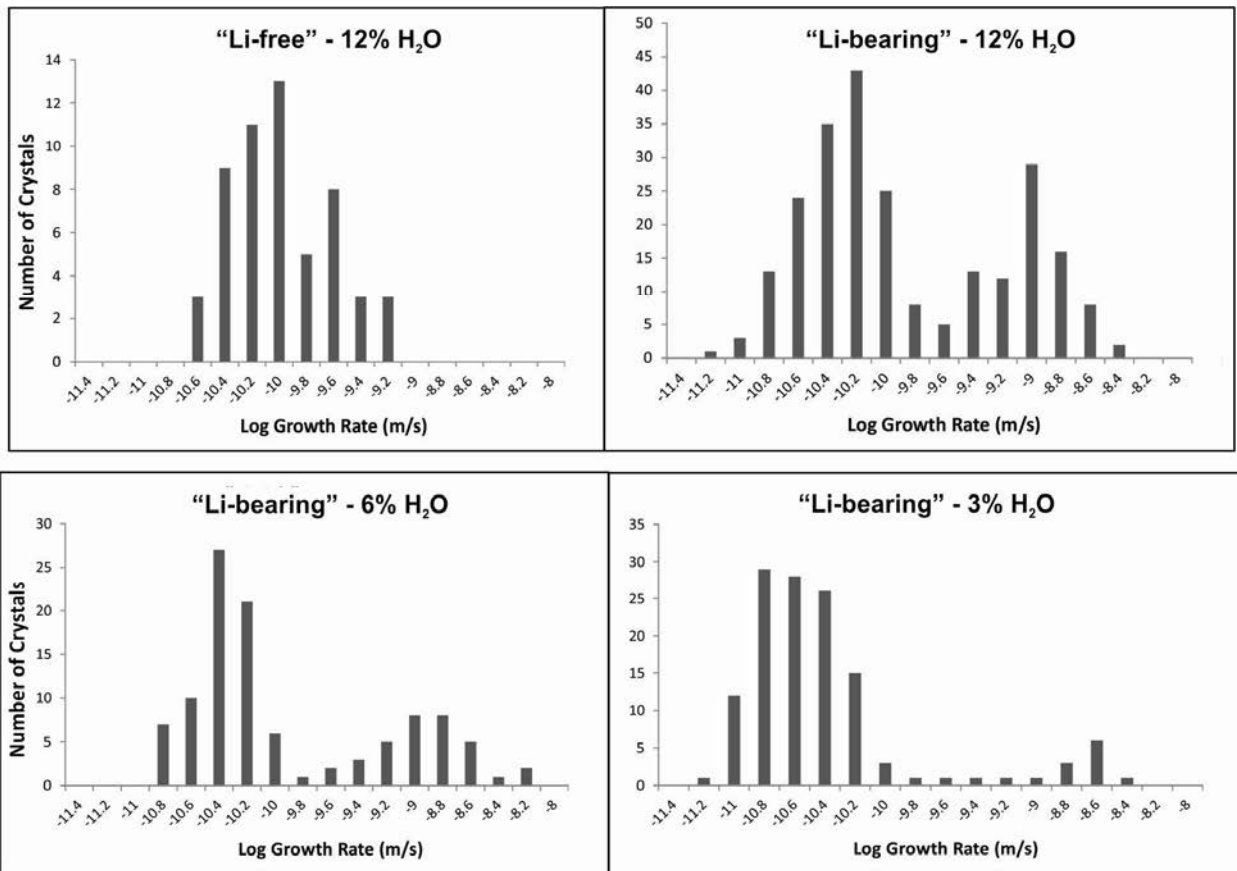 “Li-free” - 12% H₂O
14
12
10
8
6
4
2
0
Number of Crystals
-11.4 -11.2 -11 -10.8 -10.6 -10.4 -10.2 -10 -9.8 -9.6 -9.4 -9.2 -9 -8.8 -8.6 -8.4 -8.2 -8
Log Growth Rate (m/s)
“Li-bearing” - 12% H₂O
50
45
40
35
30
25
20
15
10
5
0
-11.4 -11.2 -11 -10.8 -10.6 -10.4 -10.2 -10 -9.8 -9.6 -9.4 -9.2 -9 -8.8 -8.6 -8.4 -8.2 -8
Log Growth Rate (m/s)
“Li-bearing” - 6% H₂O
30
25
20
15
10
5
0
Number of Crystals
-11.4 -11.2 -11 -10.8 -10.6 -10.4 -10.2 -10 -9.8 -9.6 -9.4 -9.2 -9 -8.8 -8.6 -8.4 -8.2 -8
Log Growth Rate (m/s)
“Li-bearing” - 3% H₂O
35
30
25
20
15
10
5
0
-11.4 -11.2 -11 -10.8 -10.6 -10.4 -10.2 -10 -9.8 -9.6 -9.4 -9.2 -9 -8.8 -8.6 -8.4 -8.2 -8
Log Growth Rate (m/s)